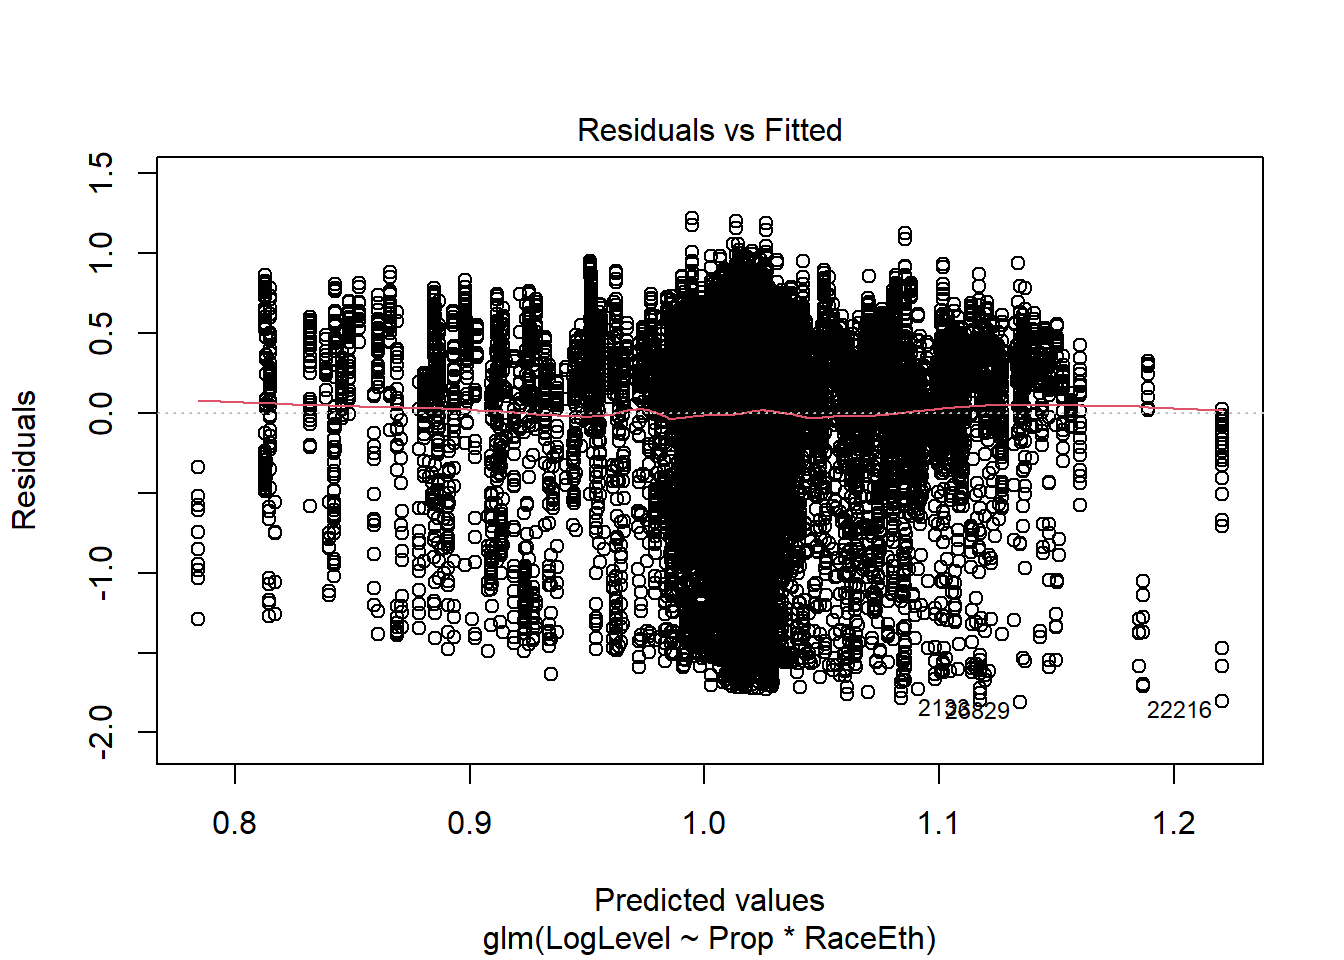 Residuals vs Fitted
Residuals
1.5
1.0
0.5
0.0
-1.0
-2.0
26829
22216
0.8 0.9 1.0 1.1 1.2
Predicted values
glm(LogLevel ~ Prop * RaceEth)